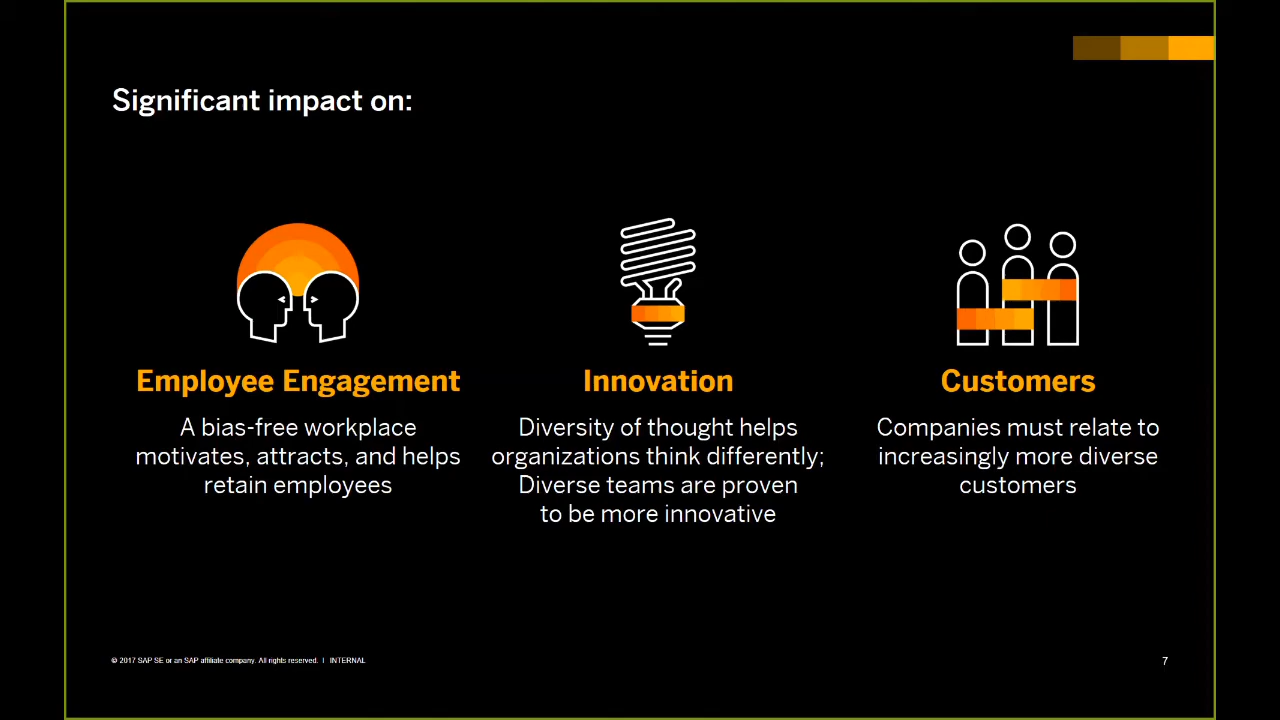 Significant impact on:
Employee Engagement
A bias-free workplace
motivates, attracts, and helps
retain employees
Innovation
Diversity of thought helps
organizations think differently;
Diverse teams are proven
to be more innovative
Customers
Companies must relate to
increasingly more diverse
customers
© 2017 SAP SE or an SAP affiliate company. All rights reserved. I INTERNAL
7